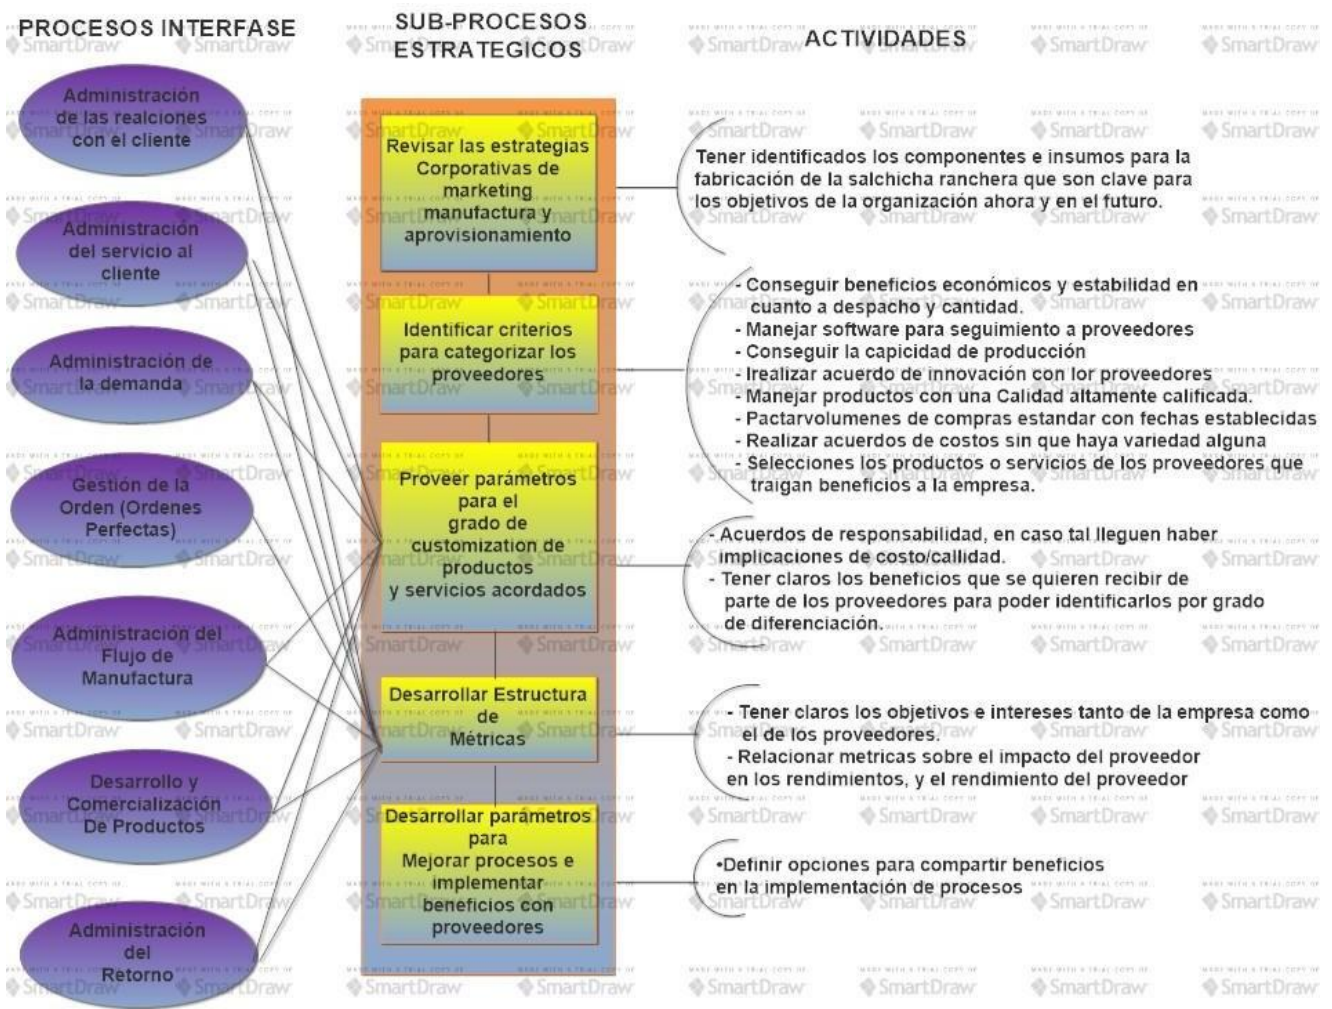 PROCESOS INTERFASE
SUB-PROCESOS
ESTRATEGICOS
ACTIVIDADES
Administración
de las realciones
con el cliente
Administración
del servicio al
cliente
Administración de
la demanda
Gestión de la
Orden (Ordenes
Perfectas)
Administración del
Flujo de
Manufactura
Desarrollo y
Comercialización
De Productos
Administración
del
Retorno
Revisar las estrategias
Corporativas de
marketing
manufactura y
aprovisionamiento
Identificar criterios
para categorizar los
proveedores
Proveer parámetros
para el
grado de
customization de
productos
y servicios acordados
Desarrollar Estructura
de
Métricas
Desarrollar parámetros
para
Mejorar procesos e
implementar
beneficios con
proveedores
Tener identificados los componentes e insumos para la
fabricación de la salchicha ranchera que son clave para
los objetivos de la organización ahora y en el futuro.
- Conseguir beneficios económicos y estabilidad en
cuanto a despacho y cantidad.
- Manejar software para seguimiento a proveedores
- Conseguir la capicidad de producción
- Irealizar acuerdo de innovación con lor proveedores
- Manejar productos con una Calidad altamente calificada.
- Pactarvolumenes de compras estandar con fechas establecidas
- Realizar acuerdos de costos sin que haya variedad alguna
- Selecciones los productos o servicios de los proveedores que
traigan beneficios a la empresa.
- Acuerdos de responsabilidad, en caso tal lleguen haber
implicaciones de costo/callidad.
- Tener claros los beneficios que se quieren recibir de
parte de los proveedores para poder identificarlos por grado
de diferenciación.
- Tener claros los objetivos e intereses tanto de la empresa como
el de los proveedores.
- Relacionar metricas sobre el impacto del proveedor
en los rendimientos, y el rendimiento del proveedor
•Definir opciones para compartir beneficios
en la implementación de procesos
MADE WITH A TRIAL COPY OF
SmartDraw